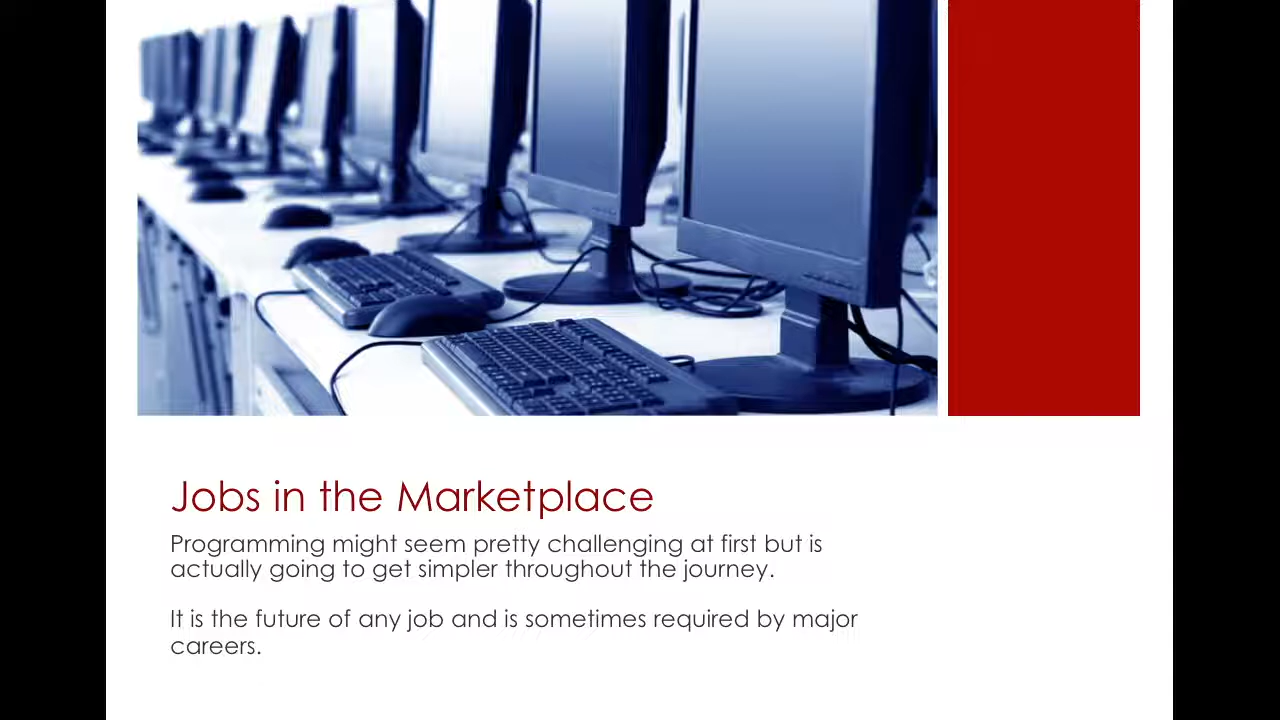 Jobs in the Marketplace
Programming might seem pretty challenging at first but is
actually going to get simpler throughout the journey.
It is the future of any job and is sometimes required by major
careers.